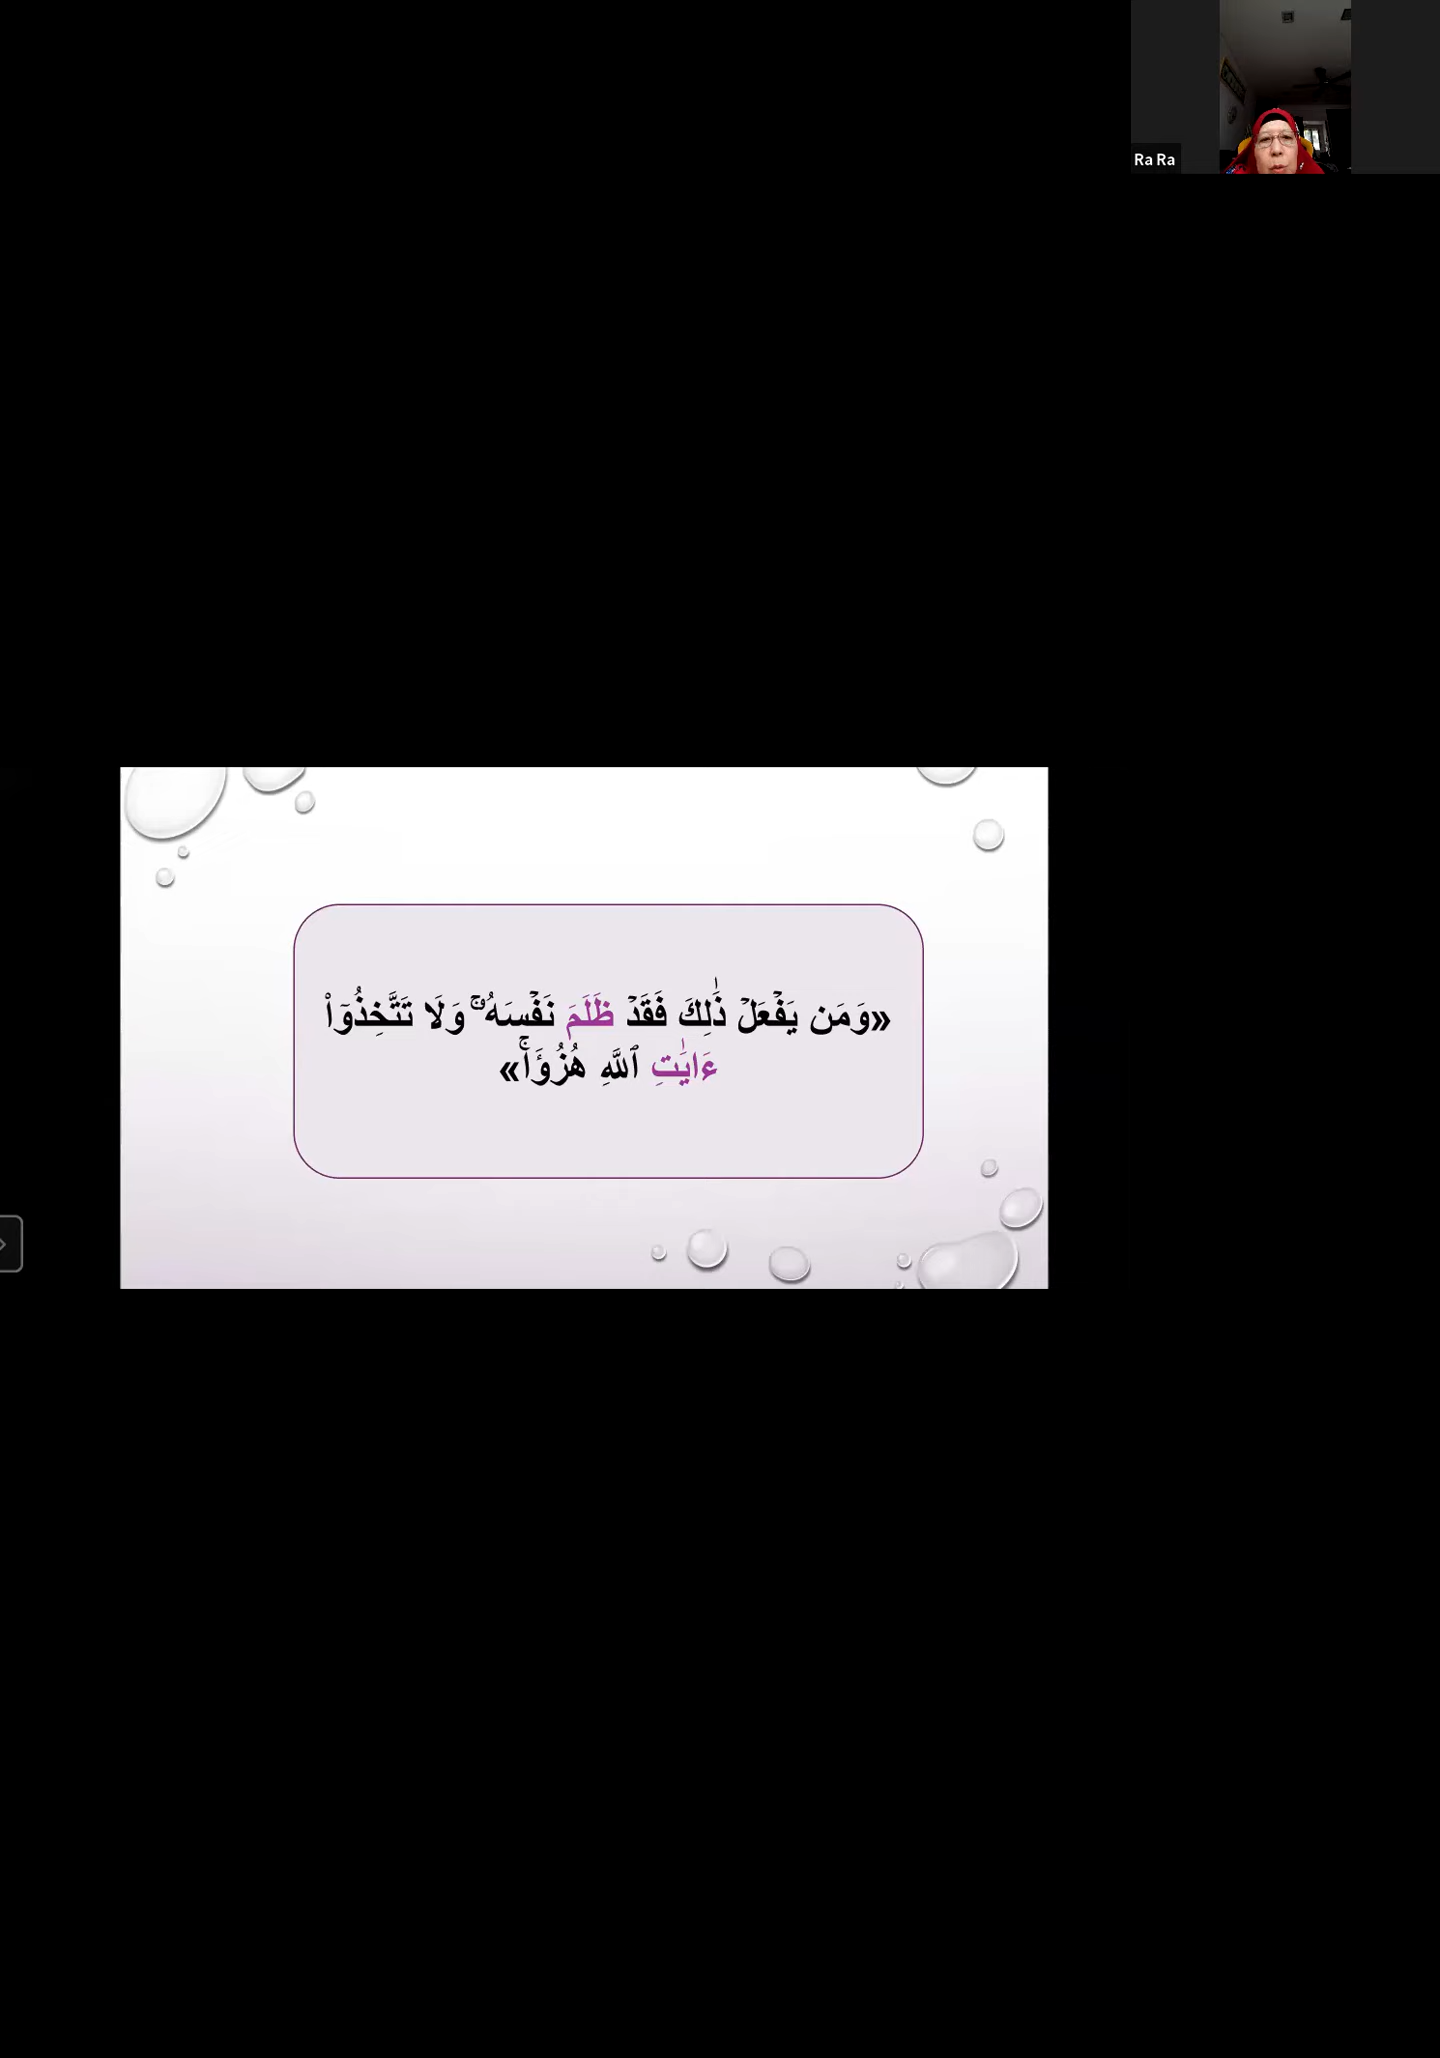 Ra Ra
«وَمَن يَفۡعَلۡ ذَٰلِكَ فَقَدۡ ظَلَمَ نَفۡسَهُۥۚ وَلَا تَتَّخِذُوٓاْ
ءَايَٰتِ ٱللَّهِ هُزُوٗاۚ»